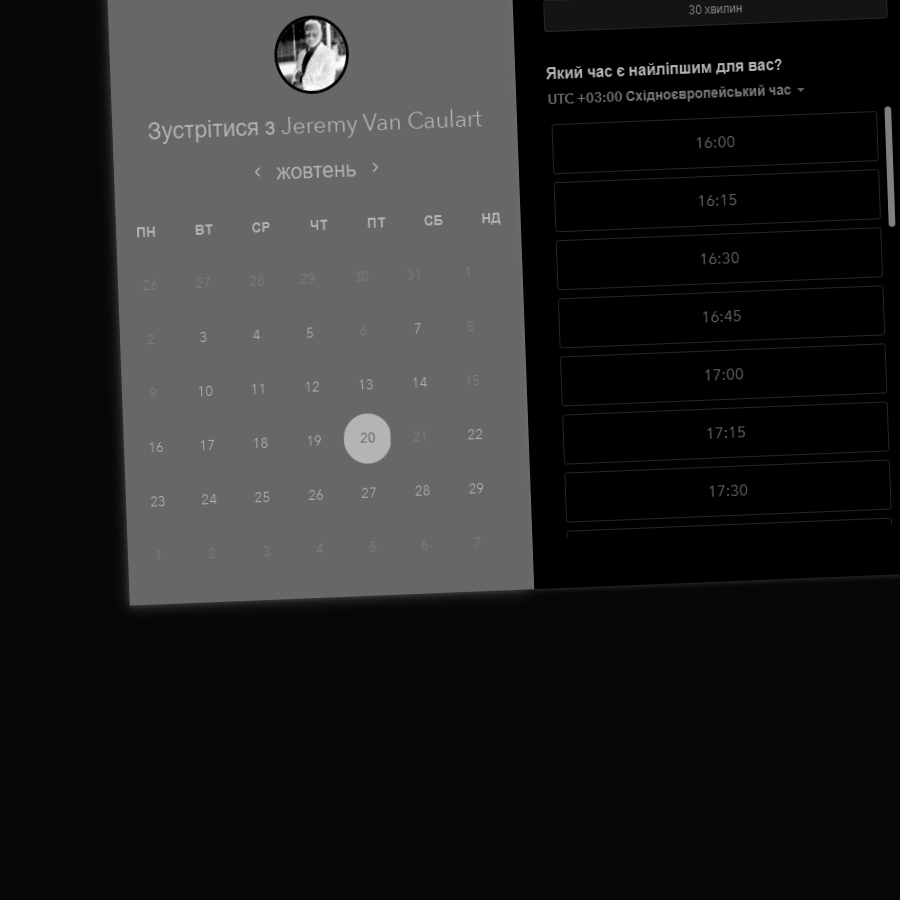 Зустрітися з Jeremy Van Caulart
‹ жовтень ›
ПН ВТ СР ЧТ ПТ СБ НД
26 27 28 29 30 31 1
2 3 4 5 6 7 8
9 10 11 12 13 14 15
16 17 18 19 20 21 22
23 24 25 26 27 28 29
1 2 3 4 5 6 7
30 хвилин
Який час є найліпшим для вас?
UTC +03:00 Східноєвропейський час
16:00
16:15
16:30
16:45
17:00
17:15
17:30